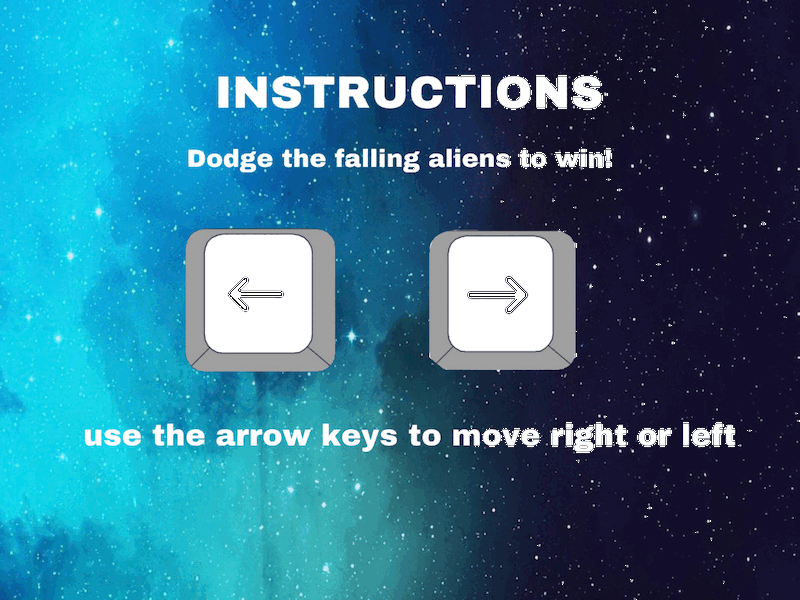 INSTRUCTIONS
Dodge the falling aliens to win!
use the arrow keys to move right or left